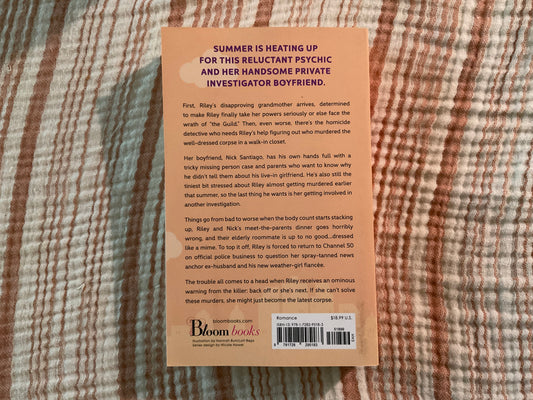 SUMMER IS HEATING UP
FOR THIS RELUCTANT PSYCHIC
AND HER HANDSOME PRIVATE
INVESTIGATOR BOYFRIEND.
First, Riley's disapproving grandmother arrives, determined
to make Riley finally take her powers seriously or else face the
wrath of "the Guild." Then, even worse, there's the homicide
detective who needs Riley's help figuring out who murdered the
well-dressed corpse in a walk-in closet.
Her boyfriend, Nick Santiago, has his own hands full with a
tricky missing person case and parents who want to know why
he didn't tell them about his live-in girlfriend. He's also still the
tiniest bit stressed about Riley almost getting murdered earlier
that summer, so the last thing he wants is her getting involved in
another investigation.
Things go from bad to worse when the body count starts stacking
up, Riley and Nick's meet-the-parents dinner goes horribly
wrong, and their elderly roommate is up to no good...dressed
like a mime. To top it off, Riley is forced to return to Channel 50
on official police business to question her spray-tanned news
anchor ex-husband and his new weather-girl fiancée.
The trouble all comes to a head when Riley receives an ominous
warning from the killer: back off or she's next. If she can't solve
these murders, she might just become the latest corpse.
bloombooks.com
Bloom books
Illustration by Hannah Buncuti Baya
Series design by Nicole Hower
Romance
$18.99 U.S.